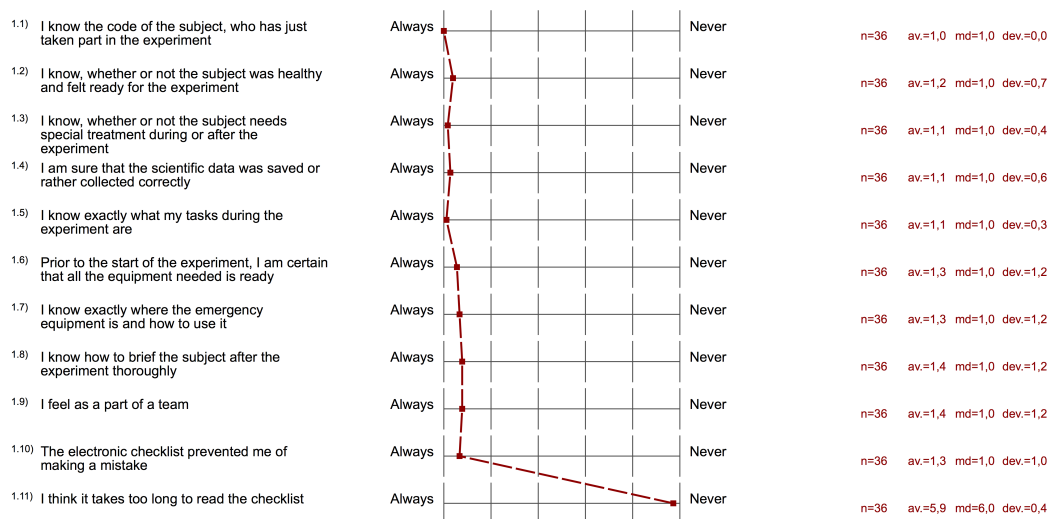 1.1) I know the code of the subject, who has just
taken part in the experiment
Always Never n=36 av.=1,0 md=1,0 dev.=0,0
1.2) I know, whether or not the subject was healthy
and felt ready for the experiment
Always Never n=36 av.=1,2 md=1,0 dev.=0,7
1.3) I know, whether or not the subject needs
special treatment during or after the
experiment
Always Never n=36 av.=1,1 md=1,0 dev.=0,4
1.4) I am sure that the scientific data was saved or
rather collected correctly
Always Never n=36 av.=1,1 md=1,0 dev.=0,6
1.5) I know exactly what my tasks during the
experiment are
Always Never n=36 av.=1,1 md=1,0 dev.=0,3
1.6) Prior to the start of the experiment, I am certain
that all the equipment needed is ready
Always Never n=36 av.=1,3 md=1,0 dev.=1,2
1.7) I know exactly where the emergency
equipment is and how to use it
Always Never n=36 av.=1,3 md=1,0 dev.=1,2
1.8) I know how to brief the subject after the
experiment thoroughly
Always Never n=36 av.=1,4 md=1,0 dev.=1,2
1.9) I feel as a part of a team
Always Never n=36 av.=1,4 md=1,0 dev.=1,2
1.10) The electronic checklist prevented me of
making a mistake
Always Never n=36 av.=1,3 md=1,0 dev.=1,0
1.11) I think it takes too long to read the checklist
Always Never n=36 av.=5,9 md=6,0 dev.=0,4